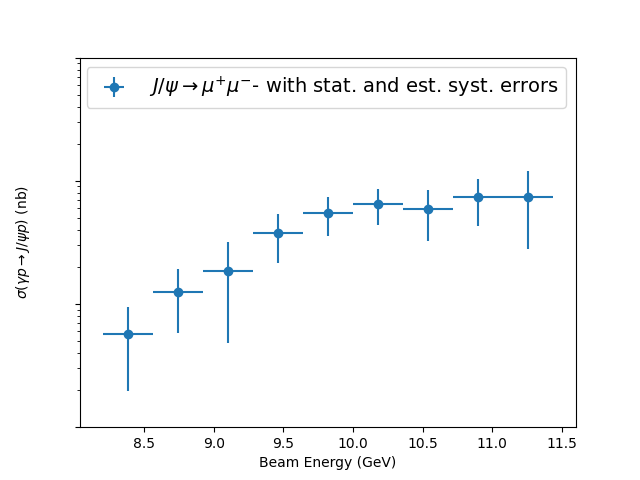 J/ψ → μ⁺μ⁻- with stat. and est. syst. errors
σ(γp → J/ψp) (nb)
8.5 9.0 9.5 10.0 10.5 11.0 11.5
Beam Energy (GeV)